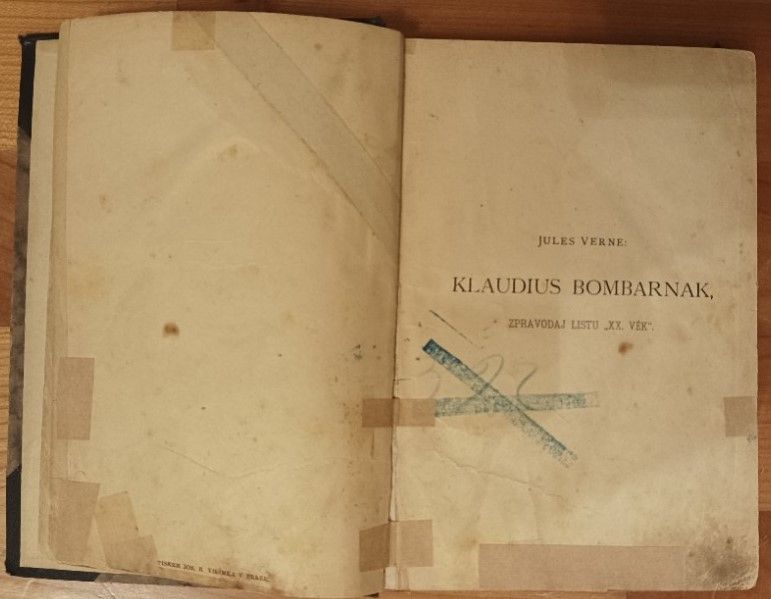 TISKEM JOS. R. VILÍMKA V PRAZE.
JULES VERNE:
KLAUDIUS BOMBARNAK,
ZPRAVODAJ LISTU „XX. VĚK“.